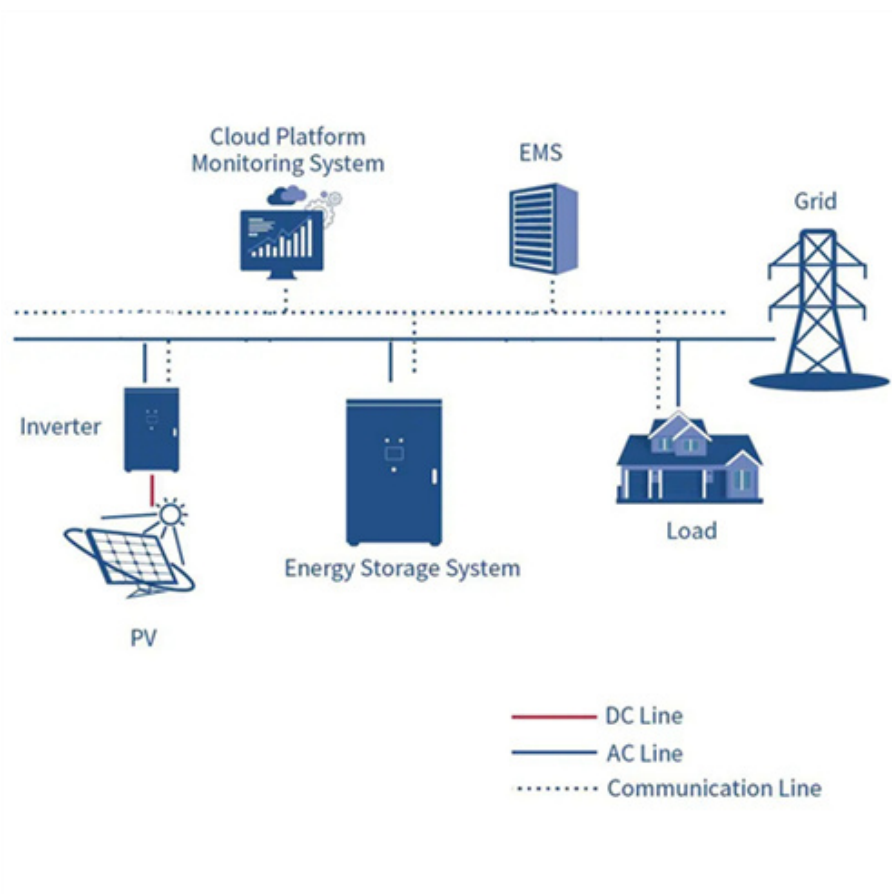 Cloud Platform
Monitoring System
EMS
Grid
Inverter
Load
Energy Storage System
PV
DC Line
AC Line
Communication Line